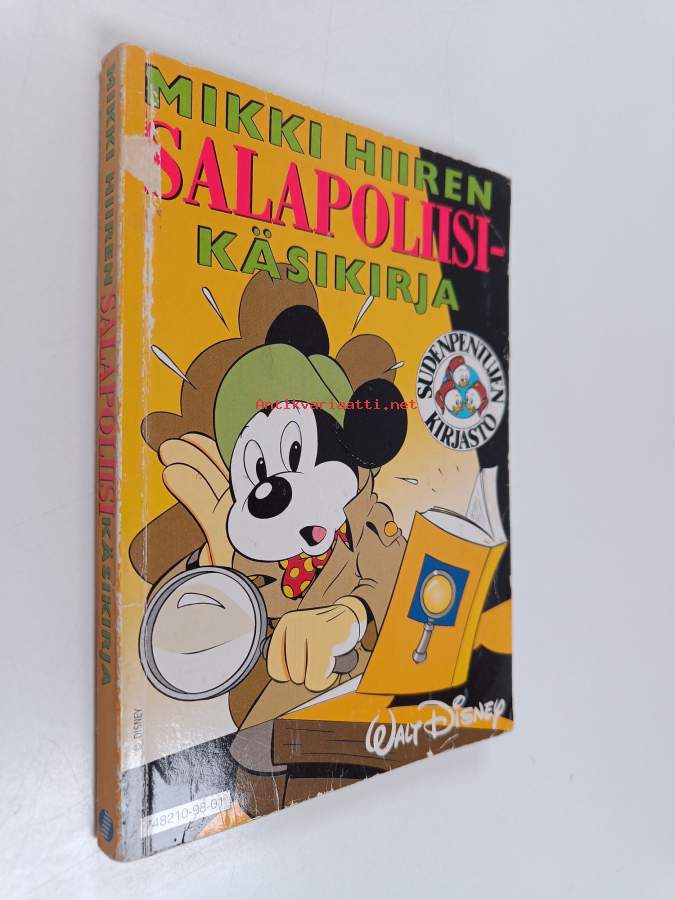 MIKKI HIIREN
SALAPOLIISI-
KÄSIKIRJA
SUDENPENTUJEN
KIRJASTO
Antikvariaatti.net
WALT DISNEY
© DISNEY
748210-98-01
MIKKI HIIREN SALAPOLIISIKÄSIKIRJA